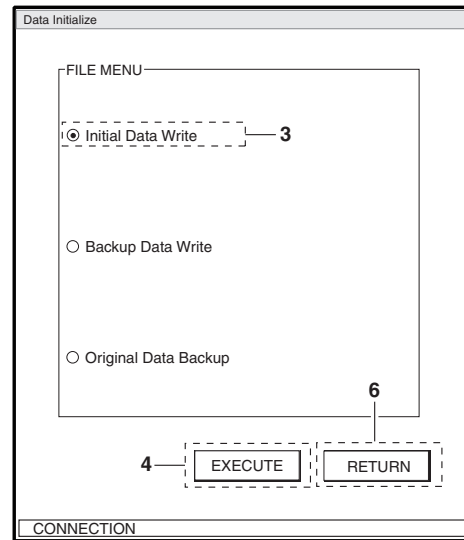 Data Initialize
FILE MENU
Initial Data Write
3
Backup Data Write
Original Data Backup
6
4
EXECUTE
RETURN
CONNECTION